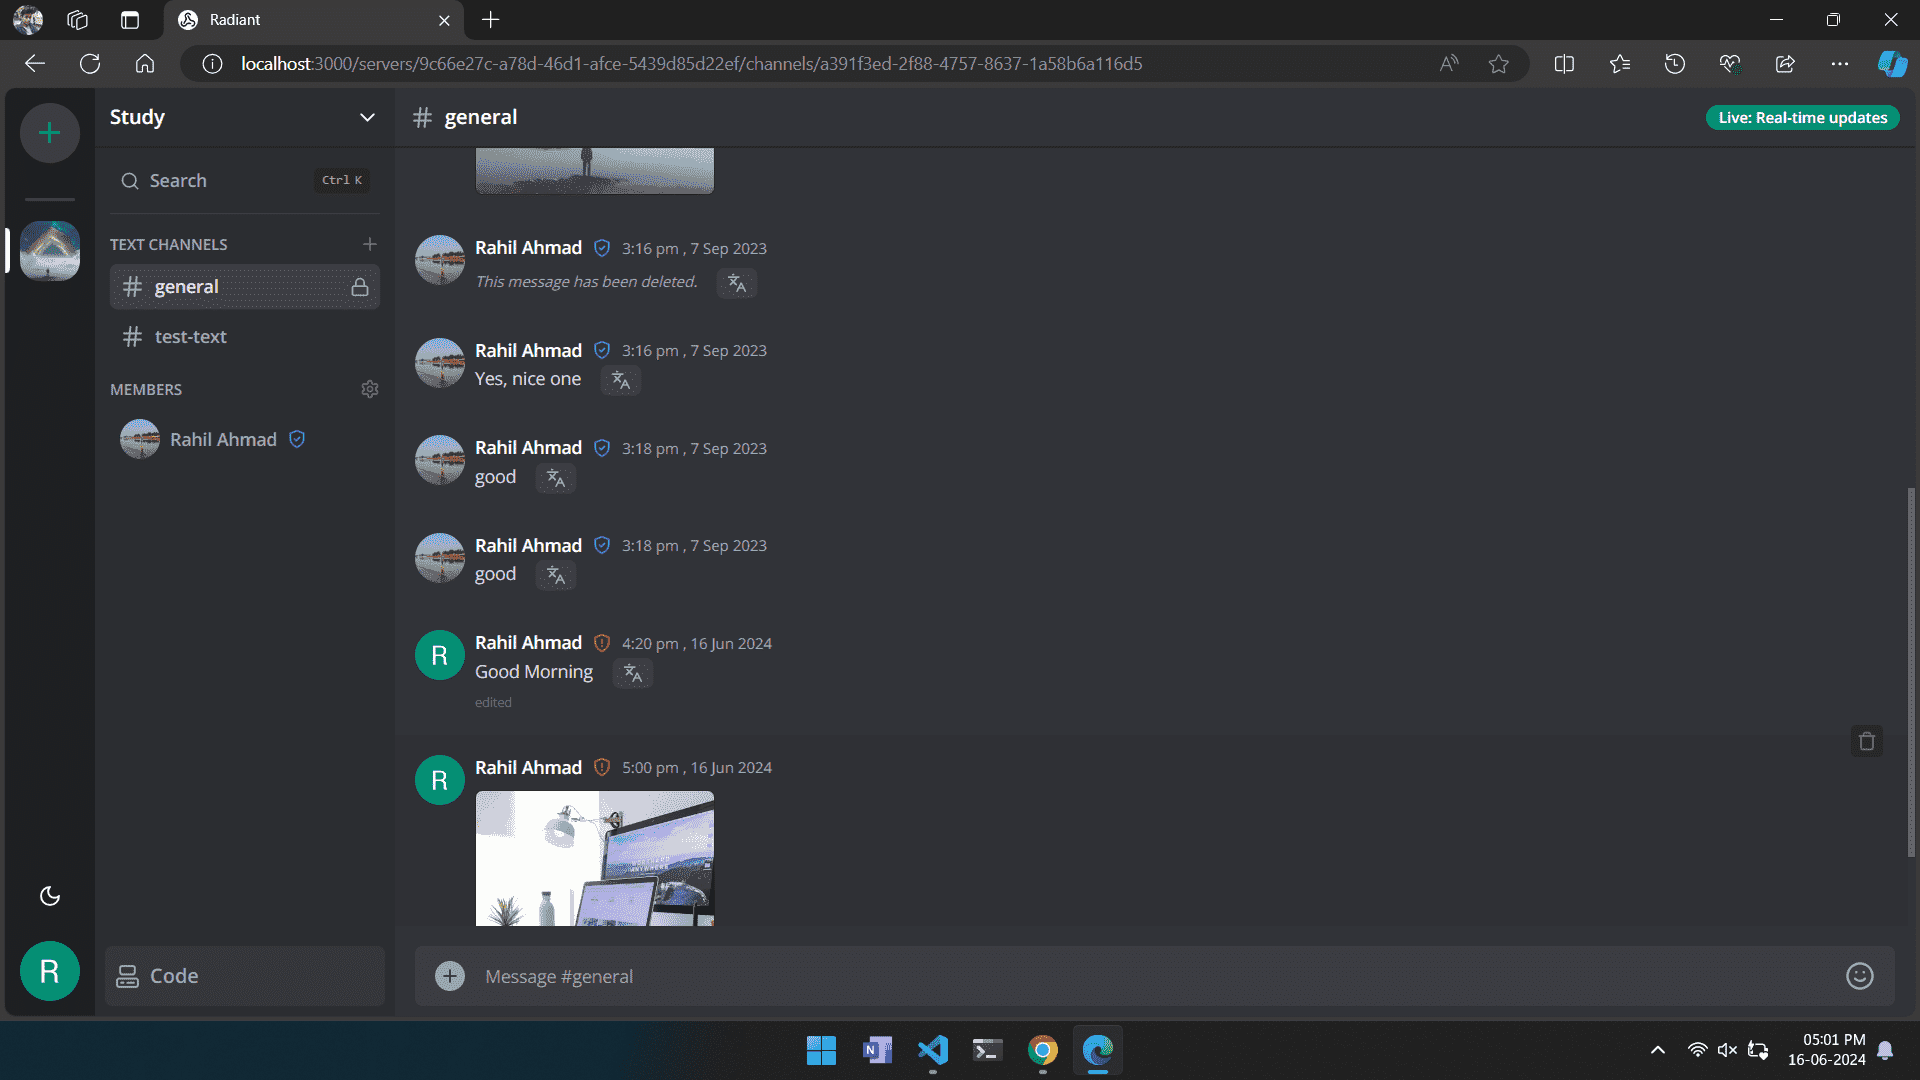 Radiant
localhost:3000/servers/9c66e27c-a78d-46d1-afce-5439d85d22ef/channels/a391f3ed-2f88-4757-8637-1a58b6a116d5
Study
# general
Live: Real-time updates
Search
Ctrl K
TEXT CHANNELS
# general
# test-text
MEMBERS
Rahil Ahmad
Rahil Ahmad 3:16 pm , 7 Sep 2023
This message has been deleted.
Rahil Ahmad 3:16 pm , 7 Sep 2023
Yes, nice one
Rahil Ahmad 3:18 pm , 7 Sep 2023
good
Rahil Ahmad 3:18 pm , 7 Sep 2023
good
R
Rahil Ahmad 4:20 pm , 16 Jun 2024
Good Morning
edited
R
Rahil Ahmad 5:00 pm , 16 Jun 2024
R
Code
Message #general
05:01 PM
16-06-2024